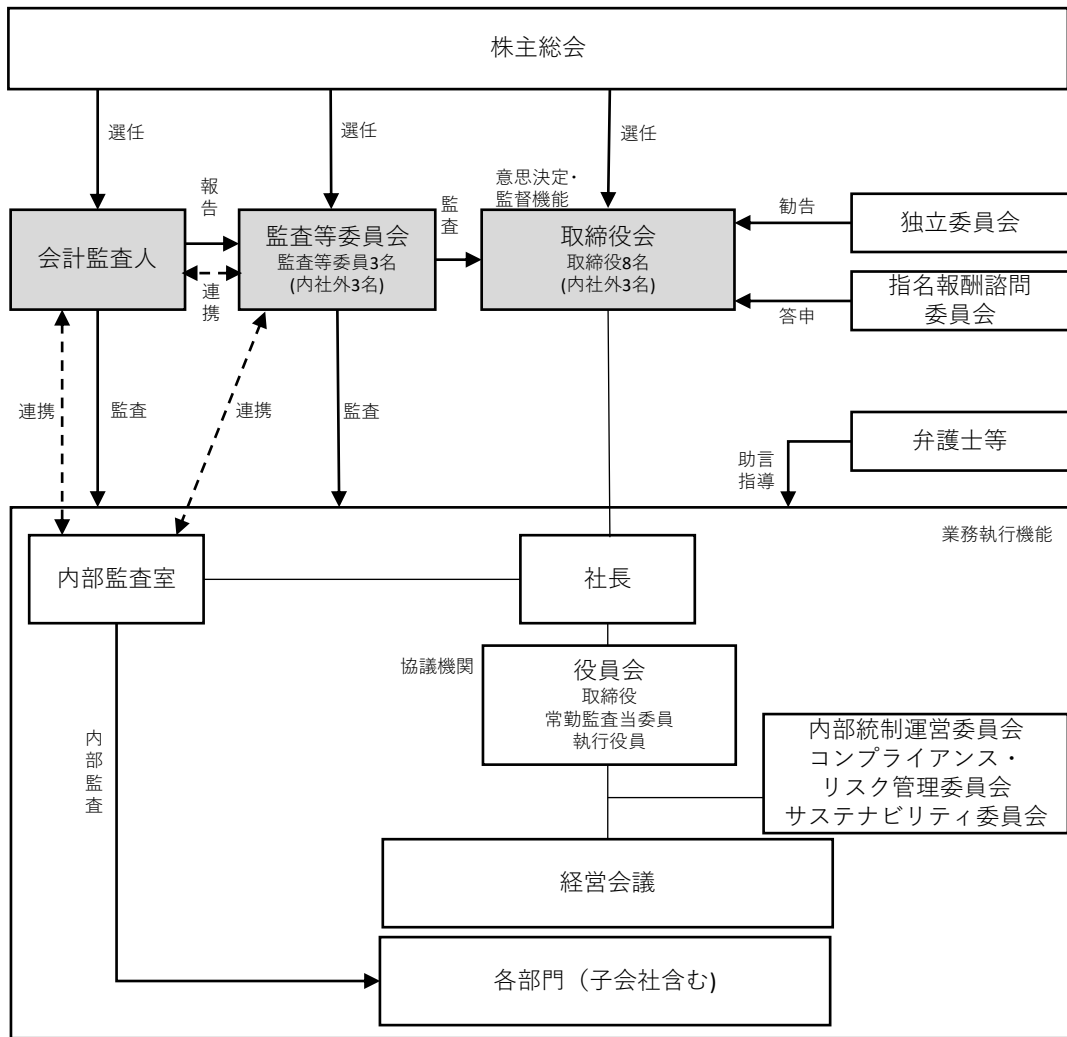 株主総会
選任
選任
選任
報告
監査
意思決定・
監督機能
会計監査人
監査等委員会
監査等委員3名
(内社外3名)
連携
取締役会
取締役8名
(内社外3名)
勧告
独立委員会
答申
指名報酬諮問
委員会
連携
監査
連携
監査
弁護士等
助言
指導
業務執行機能
内部監査室
社長
協議機関
役員会
取締役
常勤監査当委員
執行役員
内部監査
内部統制運営委員会
コンプライアンス・
リスク管理委員会
サステナビリティ委員会
経営会議
各部門（子会社含む)